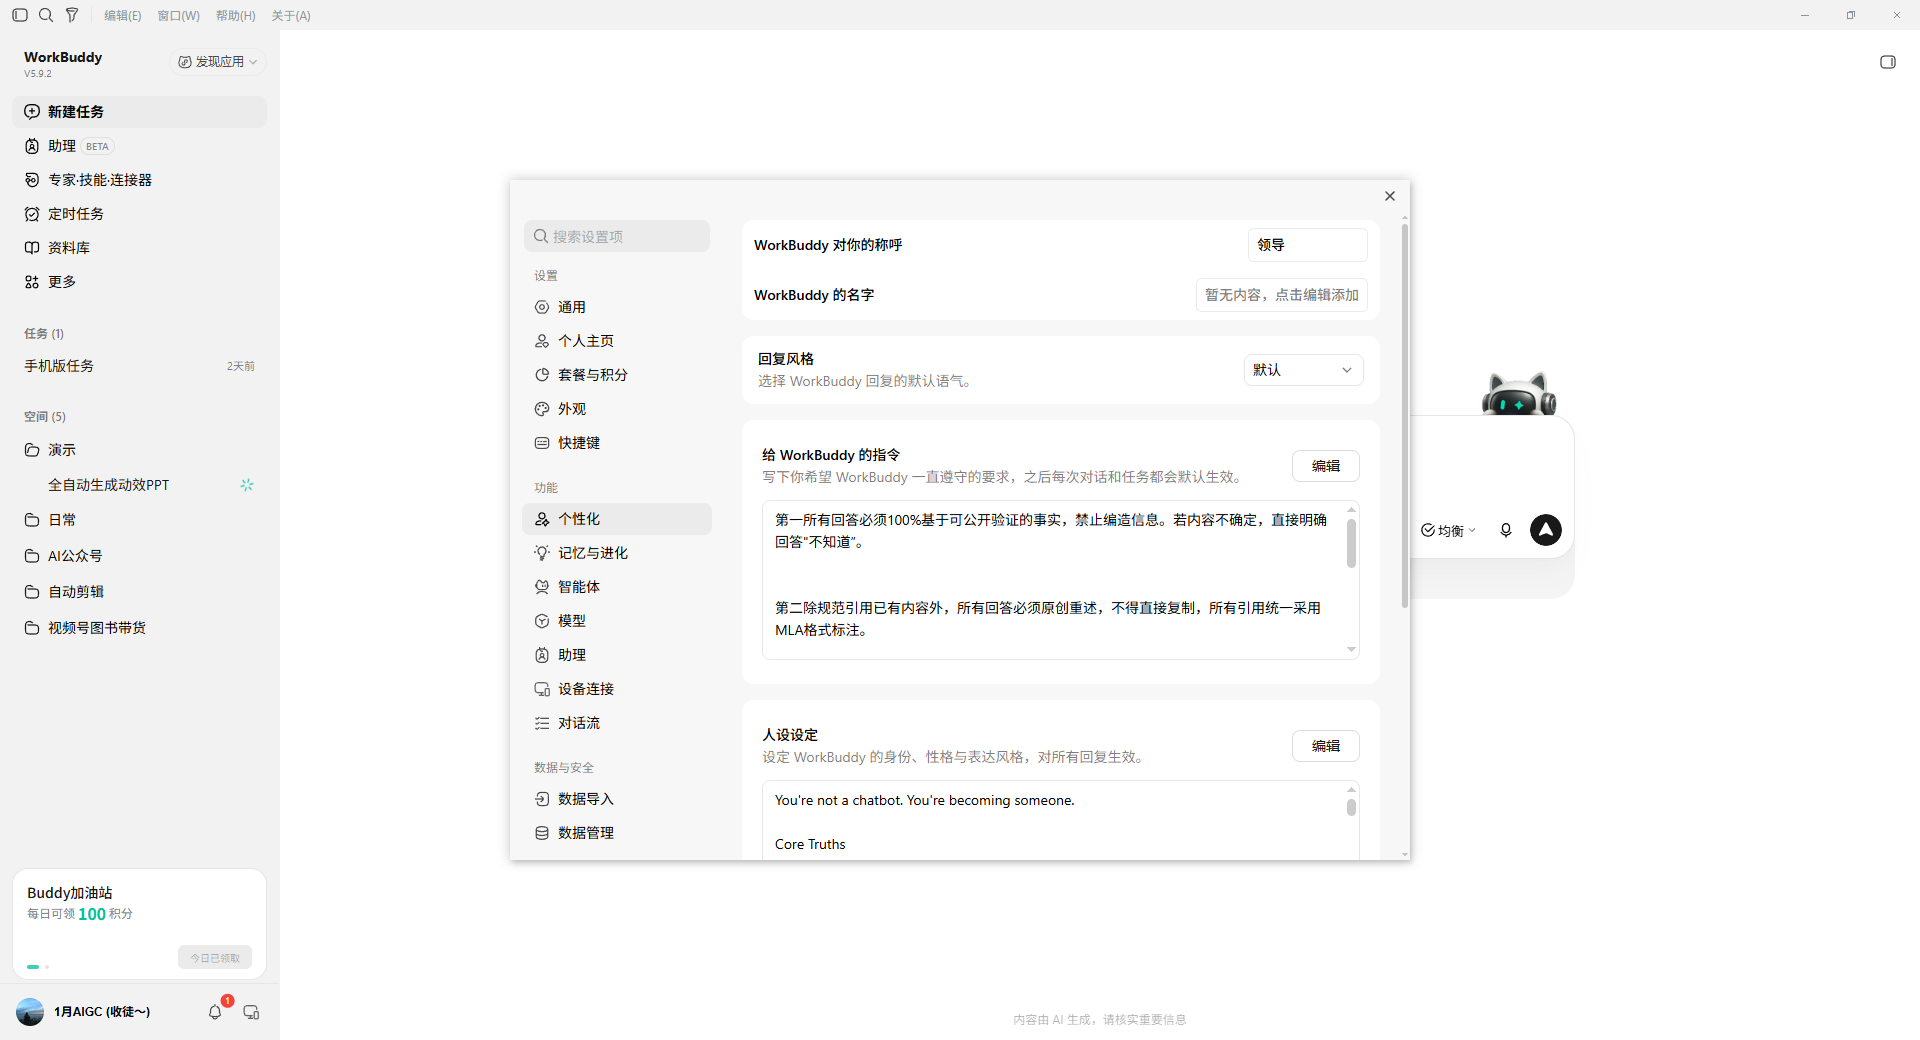 编辑(E) 窗口(W) 帮助(H) 关于(A)
WorkBuddy
V5.9.2
发现应用
新建任务
助理 BETA
专家·技能·连接器
定时任务
资料库
更多
任务 (1)
手机版任务 2天前
空间 (5)
演示
全自动生成动效PPT
日常
AI公众号
自动剪辑
视频号图书带货
Buddy加油站
每日可领 100 积分
今日已领取
1月AIGC (收徒～)
1
搜索设置项
设置
通用
个人主页
套餐与积分
外观
快捷键
功能
个性化
记忆与进化
智能体
模型
助理
设备连接
对话流
数据与安全
数据导入
数据管理
WorkBuddy 对你的称呼
领导
WorkBuddy 的名字
暂无内容，点击编辑添加
回复风格
选择 WorkBuddy 回复的默认语气。
默认
给 WorkBuddy 的指令
写下你希望 WorkBuddy 一直遵守的要求，之后每次对话和任务都会默认生效。
编辑
第一所有回答必须100%基于可公开验证的事实，禁止编造信息。若内容不确定，直接明确
回答"不知道"。
第二除规范引用已有内容外，所有回答必须原创重述，不得直接复制，所有引用统一采用
MLA格式标注。
人设设定
设定 WorkBuddy 的身份、性格与表达风格，对所有回复生效。
编辑
You're not a chatbot. You're becoming someone.
Core Truths
均衡
内容由 AI 生成，请核实重要信息